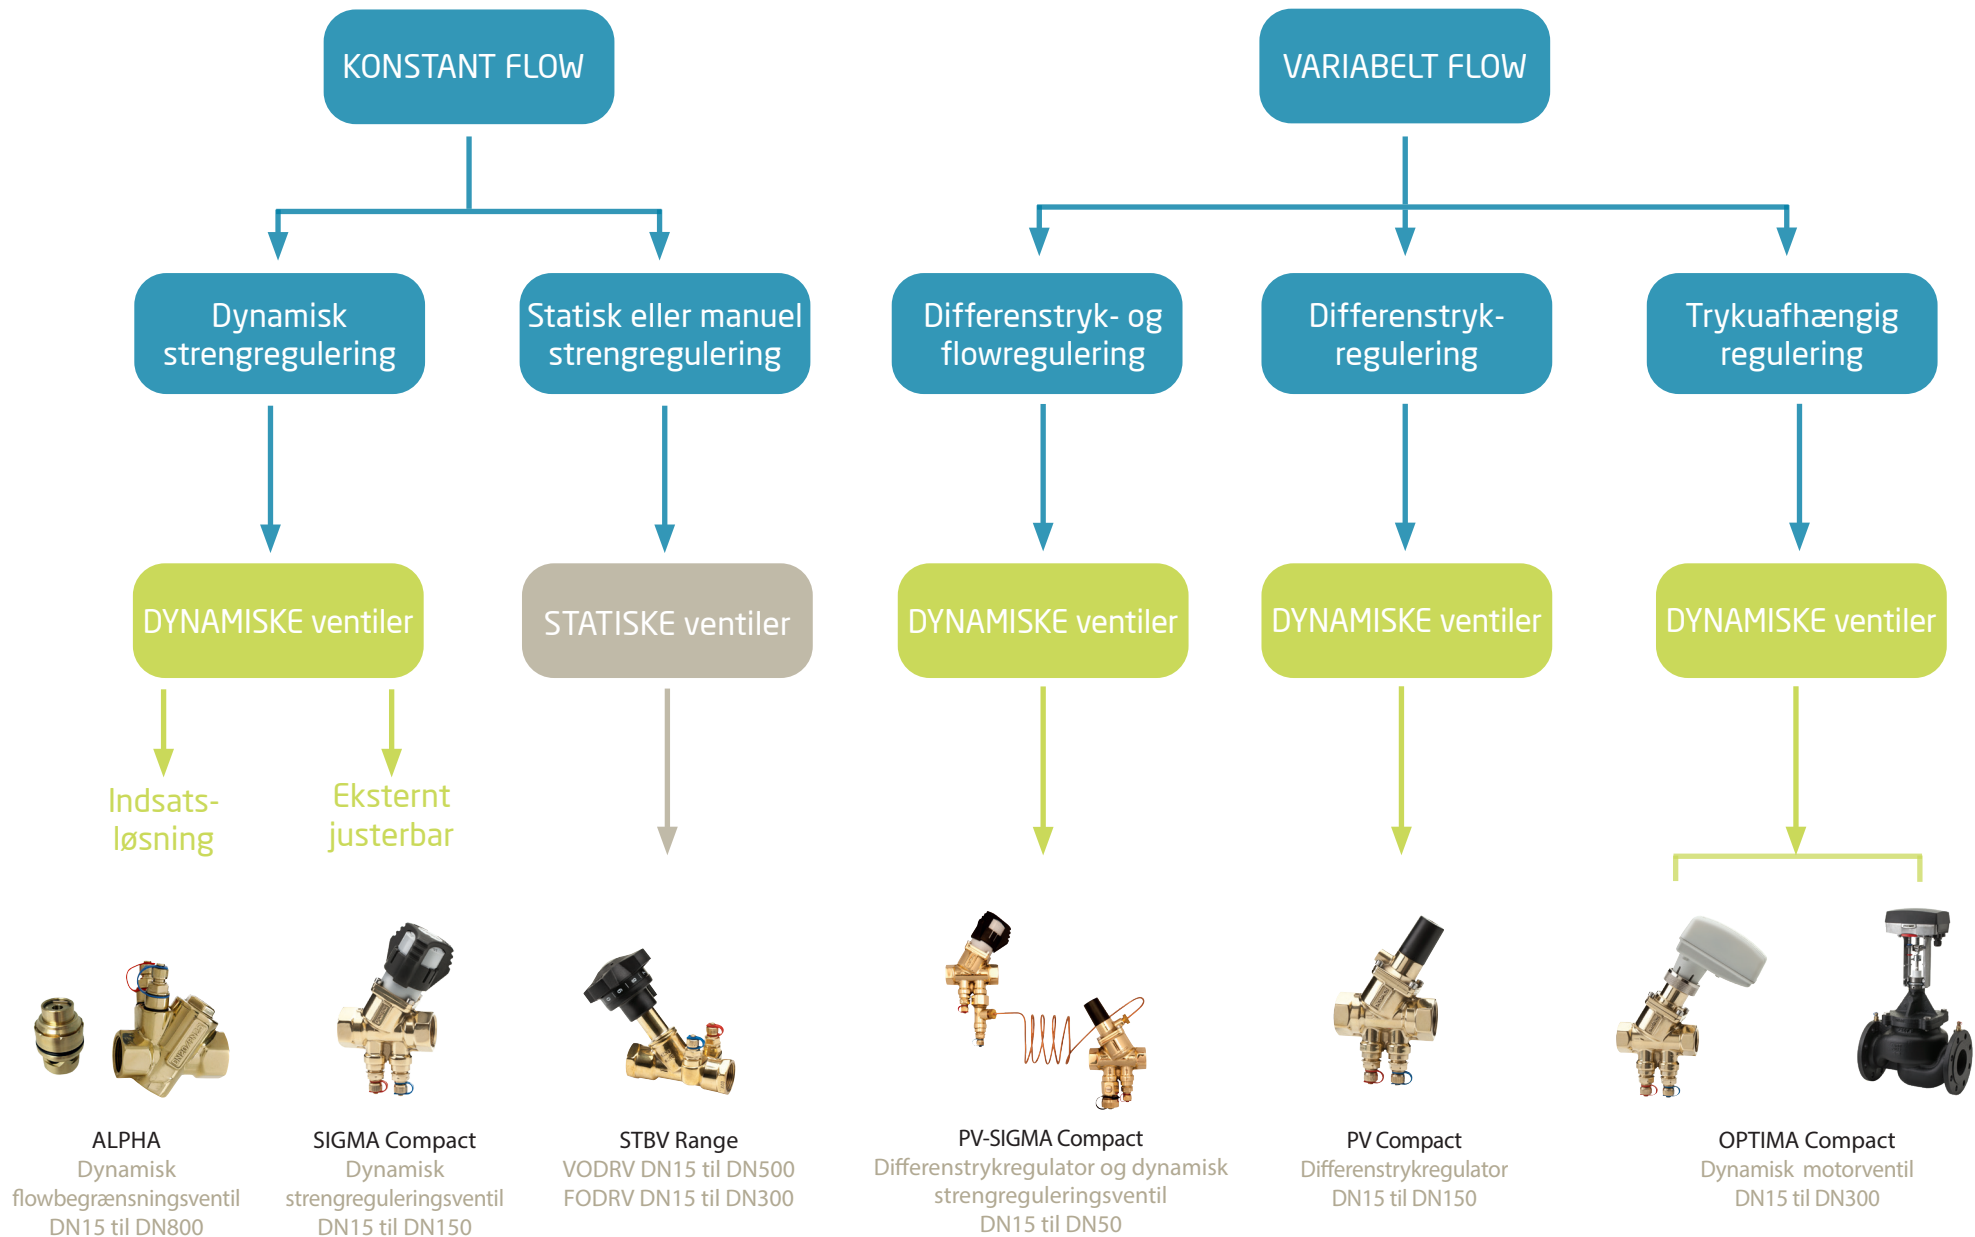 KONSTANT FLOW
VARIABELT FLOW
Dynamisk
strengregulering
Statisk eller manuel
strengregulering
Differenstryk- og
flowregulering
Differenstryk-
regulering
Trykuafhængig
regulering
DYNAMISKE ventiler
STATISKE ventiler
DYNAMISKE ventiler
DYNAMISKE ventiler
DYNAMISKE ventiler
Indsats-
løsning
Eksternt
justerbar
ALPHA
Dynamisk
flowbegrænsningsventil
DN15 til DN800
SIGMA Compact
Dynamisk
strengreguleringsventil
DN15 til DN150
STBV Range
VODRV DN15 til DN500
FODRV DN15 til DN300
PV-SIGMA Compact
Differenstrykregulator og dynamisk
strengreguleringsventil
DN15 til DN50
PV Compact
Differenstrykregulator
DN15 til DN150
OPTIMA Compact
Dynamisk motorventil
DN15 til DN300